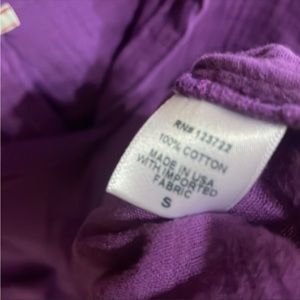 RN# 123722
100% COTTON
MADE IN USA
WITH IMPORTED
FABRIC
S